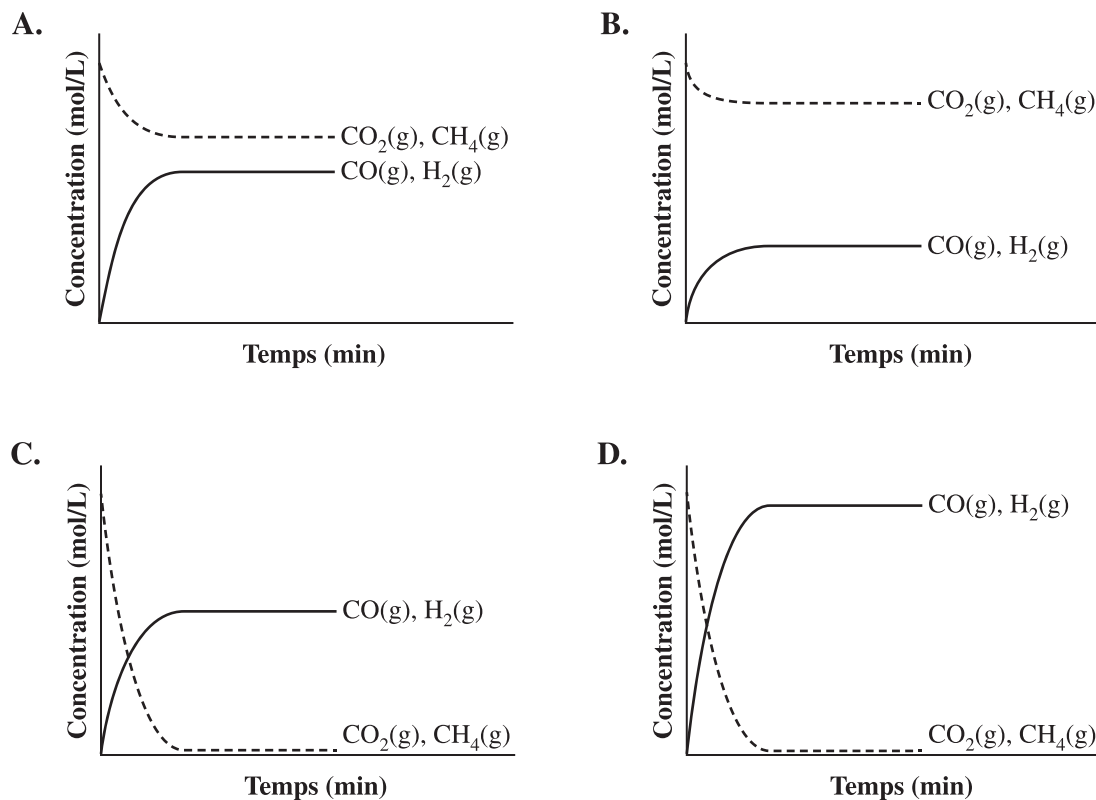 A.
Concentration (mol/L)
CO₂(g), CH₄(g)
CO(g), H₂(g)
Temps (min)
B.
Concentration (mol/L)
CO₂(g), CH₄(g)
CO(g), H₂(g)
Temps (min)
C.
Concentration (mol/L)
CO(g), H₂(g)
CO₂(g), CH₄(g)
Temps (min)
D.
Concentration (mol/L)
CO(g), H₂(g)
CO₂(g), CH₄(g)
Temps (min)